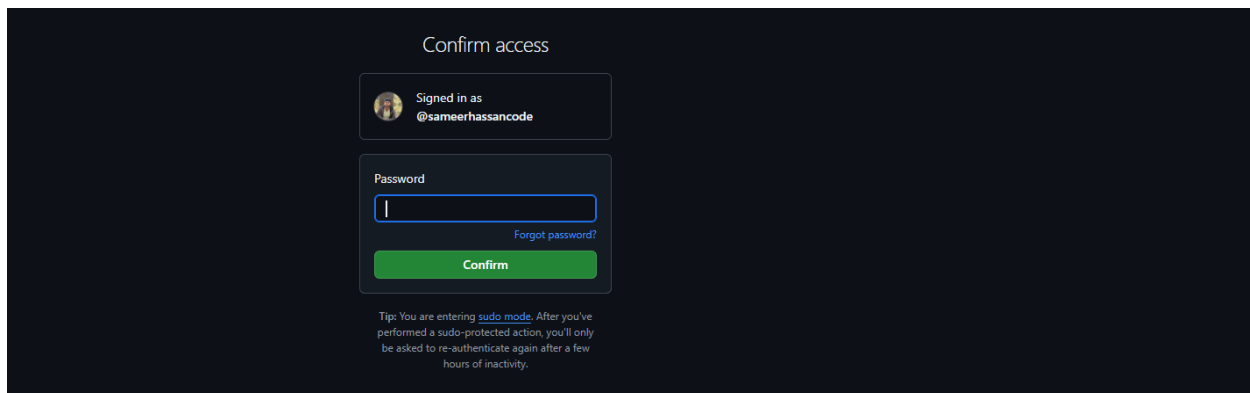 Confirm access
Signed in as
@sameerhassancode
Password
Forgot password?
Confirm
Tip: You are entering sudo mode. After you've
performed a sudo-protected action, you'll only
be asked to re-authenticate again after a few
hours of inactivity.